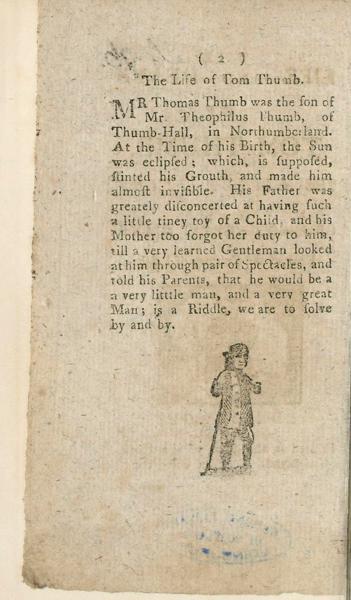 ( 2 )
The Life of Tom Thumb.
MR Thomas Thumb was the ſon of
Mr. Theophilus Thumb, of
Thumb-Hall, in Northumberland.
At the Time of his Birth, the Sun
was eclipſed; which, is ſuppoſed,
ſtinted his Grouth, and made him
almoſt inviſible. His Father was
greately diſconcerted at having ſuch
a little tiney toy of a Child, and his
Mother too forgot her duty to him,
till a very learned Gentleman looked
at him through pair of Spectacles, and
told his Parents, that he would be a
a very litttle man, and a very great
Man; is a Riddle, we are to ſolve
by and by.